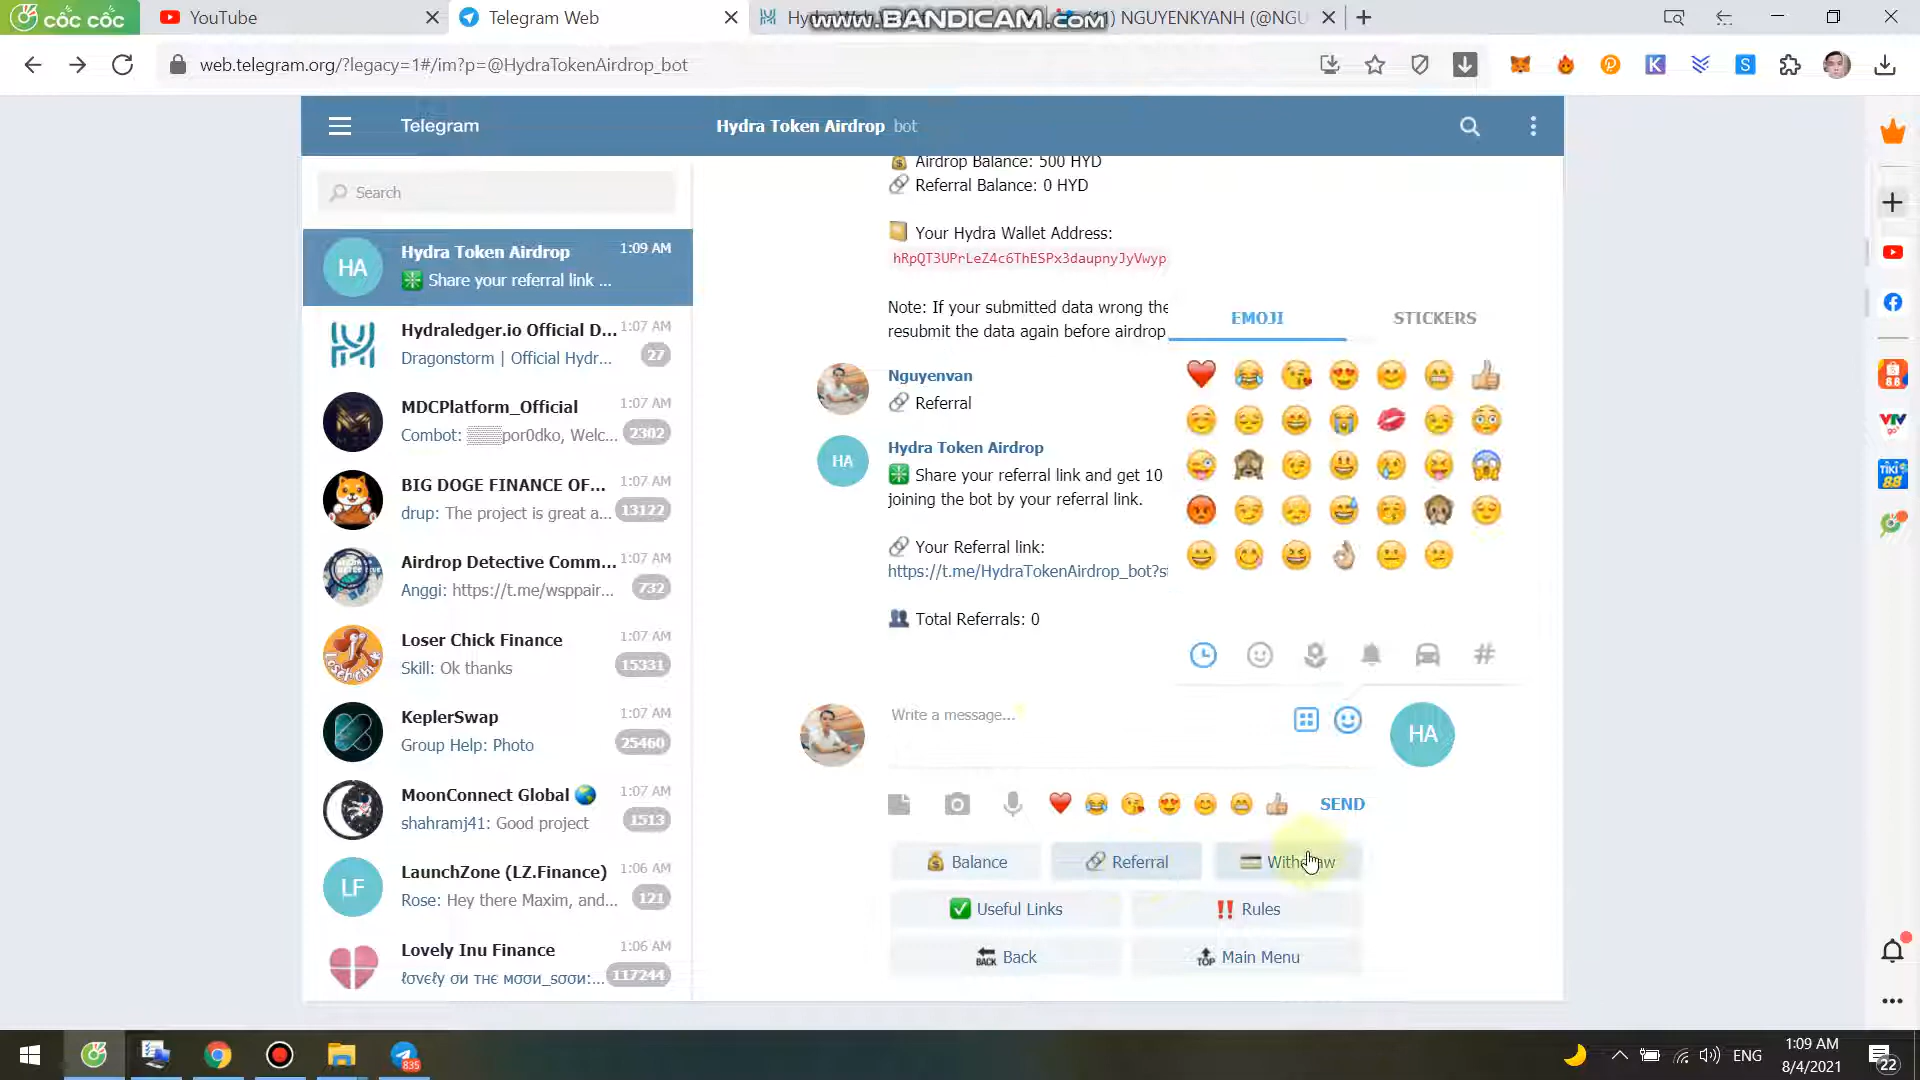 cốc cốc
YouTube
Telegram Web
NGUYENKYANH (@NGU
www.BANDICAM.com
web.telegram.org/?legacy=1#/im?p=@HydraTokenAirdrop_bot
Telegram
Hydra Token Airdrop bot
Search
Hydra Token Airdrop 1:09 AM
HA
Share your referral link ...
Hydraledger.io Official D... 1:07 AM
Dragonstorm | Official Hydr... 27
MDCPlatform_Official 1:07 AM
Combot: ▒▒▒por0dko, Welc... 2302
BIG DOGE FINANCE OF... 1:07 AM
drup: The project is great a... 13122
Airdrop Detective Comm... 1:07 AM
Anggi: https://t.me/wsppair... 732
Loser Chick Finance 1:07 AM
Skill: Ok thanks 15331
KeplerSwap 1:07 AM
Group Help: Photo 25460
MoonConnect Global 1:07 AM
shahramj41: Good project 1513
LaunchZone (LZ.Finance) 1:06 AM
LF
Rose: Hey there Maxim, and... 121
Lovely Inu Finance 1:06 AM
ℓσνєℓу σи тнє мσσи_ѕσσи:... 117244
Airdrop Balance: 500 HYD
Referral Balance: 0 HYD
Your Hydra Wallet Address:
hRpQT3UPrLeZ4c6ThESPx3daupnyJyVwyp
Note: If your submitted data wrong the
resubmit the data again before airdrop
Nguyenvan
Referral
Hydra Token Airdrop
HA
Share your referral link and get 10
joining the bot by your referral link.
Your Referral link:
https://t.me/HydraTokenAirdrop_bot?st
Total Referrals: 0
EMOJI STICKERS
Write a message...
HA
SEND
Balance Referral Withdraw
Useful Links Rules
BACK Back TOP Main Menu
835
ENG
1:09 AM
8/4/2021
22